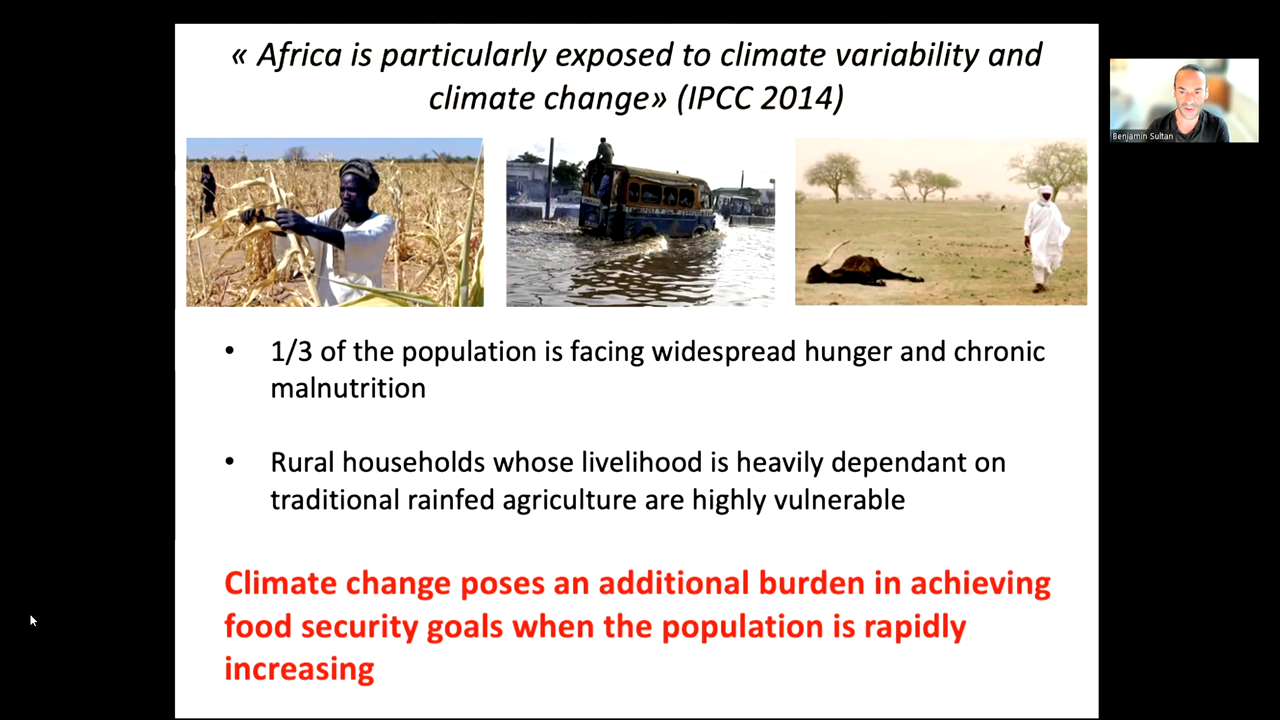 « Africa is particularly exposed to climate variability and
climate change» (IPCC 2014)
Benjamin Sultan
• 1/3 of the population is facing widespread hunger and chronic
malnutrition
• Rural households whose livelihood is heavily dependant on
traditional rainfed agriculture are highly vulnerable
Climate change poses an additional burden in achieving
food security goals when the population is rapidly
increasing